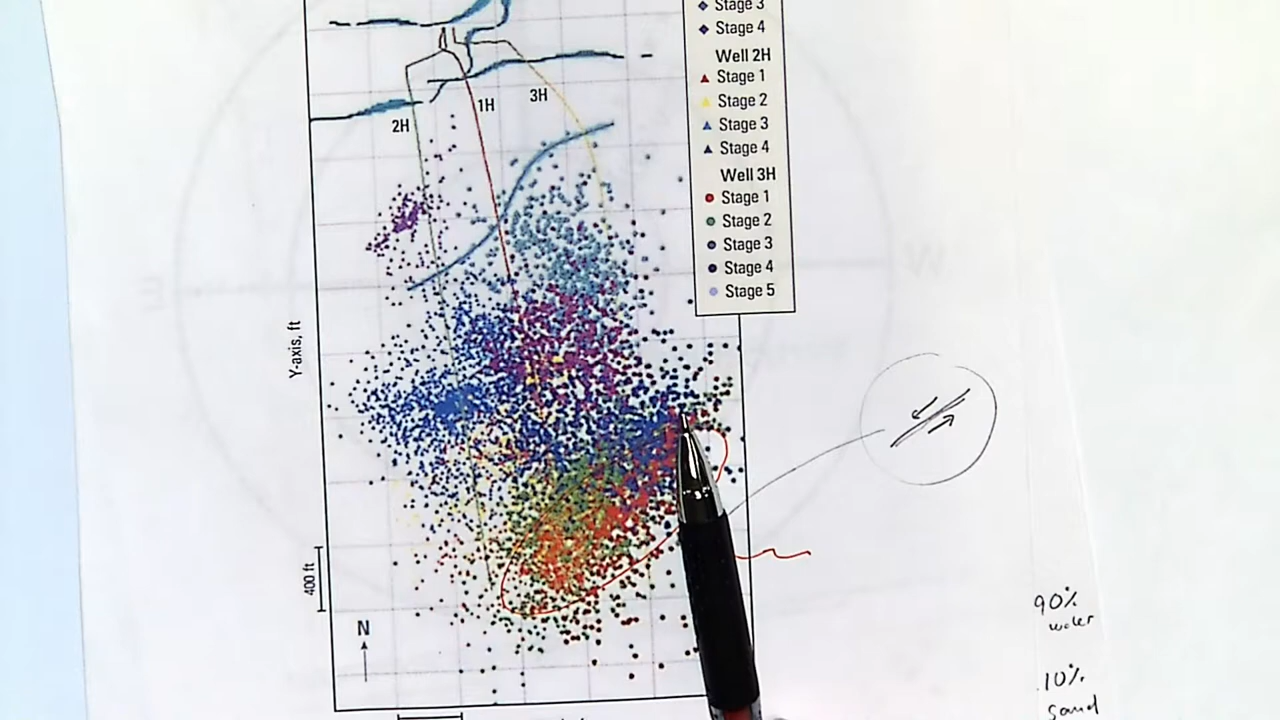 Stage 3
Stage 4
Well 2H
Stage 1
Stage 2
Stage 3
Stage 4
Well 3H
Stage 1
Stage 2
Stage 3
Stage 4
Stage 5
2H
1H
3H
Y-axis, ft
400 ft
N
E
W
90%
water
10%
sand